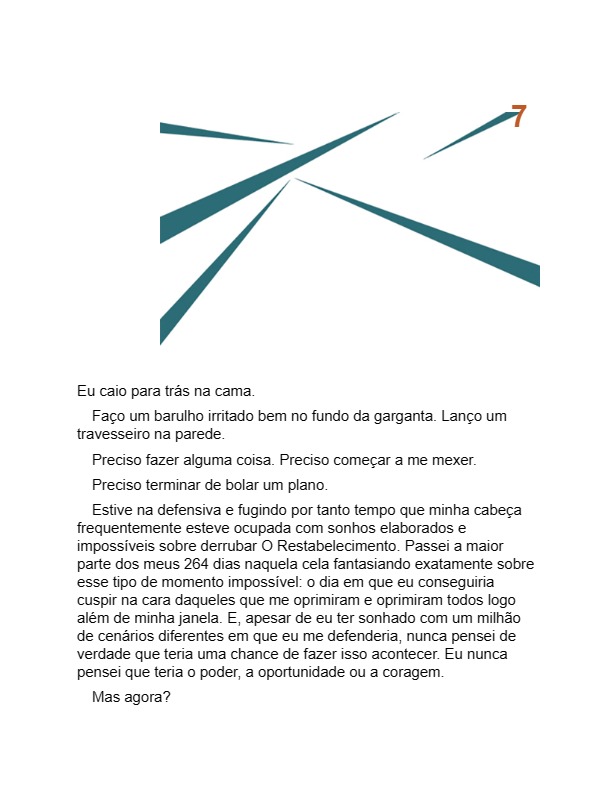 7
Eu caio para trás na cama.
Faço um barulho irritado bem no fundo da garganta. Lanço um
travesseiro na parede.
Preciso fazer alguma coisa. Preciso começar a me mexer.
Preciso terminar de bolar um plano.
Estive na defensiva e fugindo por tanto tempo que minha cabeça
frequentemente esteve ocupada com sonhos elaborados e
impossíveis sobre derrubar O Restabelecimento. Passei a maior
parte dos meus 264 dias naquela cela fantasiando exatamente sobre
esse tipo de momento impossível: o dia em que eu conseguiria
cuspir na cara daqueles que me oprimiram e oprimiram todos logo
além de minha janela. E, apesar de eu ter sonhado com um milhão
de cenários diferentes em que eu me defenderia, nunca pensei de
verdade que teria uma chance de fazer isso acontecer. Eu nunca
pensei que teria o poder, a oportunidade ou a coragem.
Mas agora?